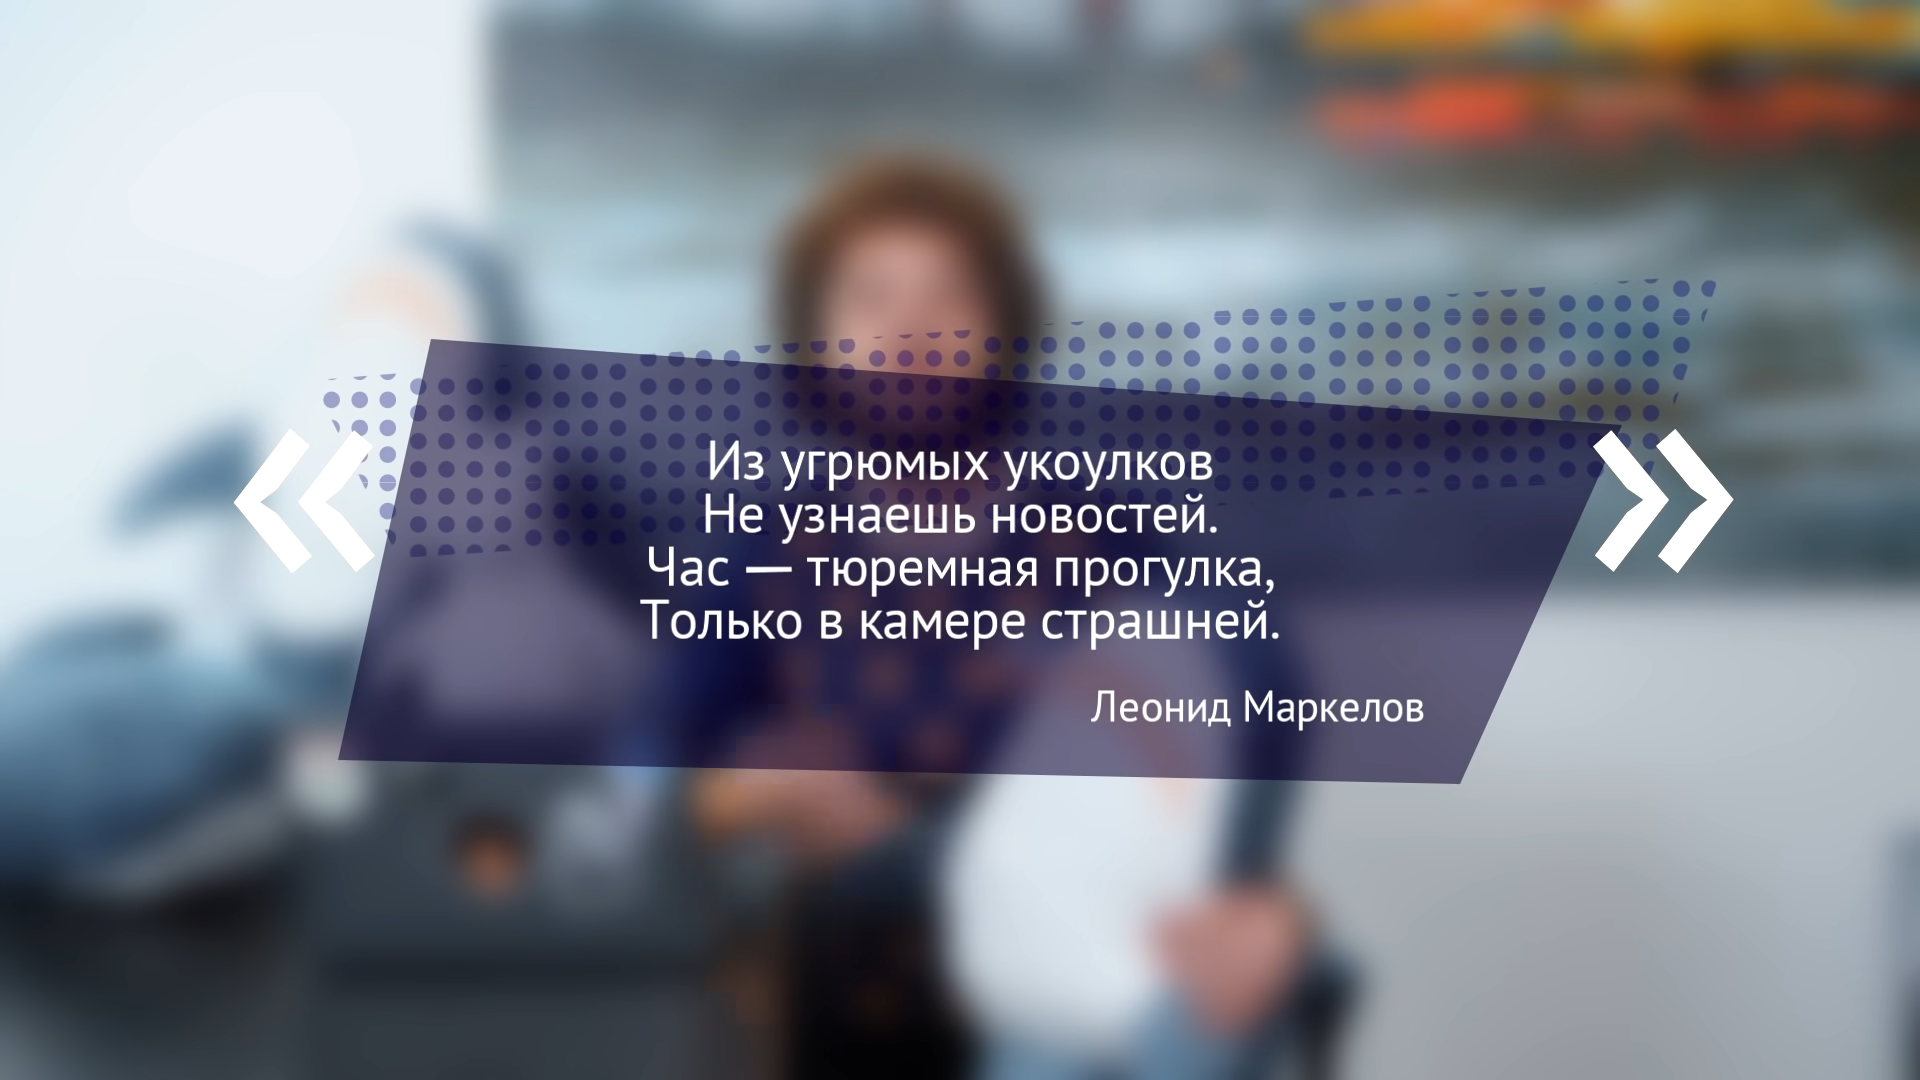 Из угрюмых укоулков
Не узнаешь новостей.
Час — тюремная прогулка,
Только в камере страшней.
Леонид Маркелов